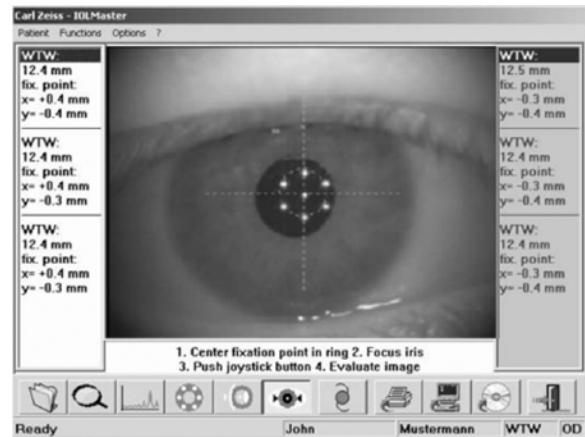 Carl Zeiss - IOLMaster
Patient Functions Options ?
WTW:
12.4 mm
fix. point:
x= +0.4 mm
y= -0.4 mm
WTW:
12.4 mm
fix. point:
x= +0.4 mm
y= -0.3 mm
WTW:
12.4 mm
fix. point:
x= +0.4 mm
y= -0.3 mm
WTW:
12.5 mm
fix. point:
x= -0.3 mm
y= -0.4 mm
WTW:
12.4 mm
fix. point:
x= -0.3 mm
y= -0.3 mm
WTW:
12.4 mm
fix. point:
x= -0.3 mm
y= -0.4 mm
1. Center fixation point in ring 2. Focus iris
3. Push joystick button 4. Evaluate image
Ready John Mustermann WTW OD